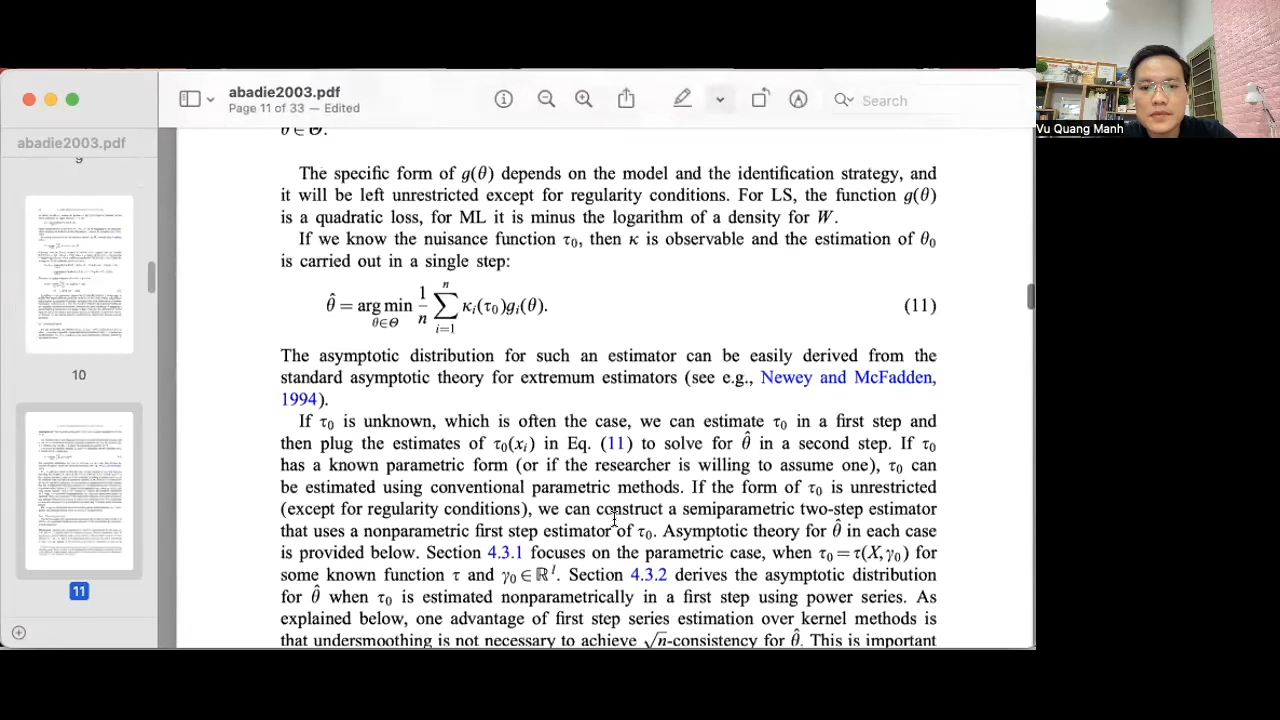 abadie2003.pdf
Page 11 of 33 — Edited
Search
Vu Quang Manh
abadie2003.pdf
9
10
11
θ ∈ Θ.
The specific form of g(θ) depends on the model and the identification strategy, and
it will be left unrestricted except for regularity conditions. For LS, the function g(θ)
is a quadratic loss, for ML it is minus the logarithm of a density for W.
If we know the nuisance function τ₀, then κ is observable and the estimation of θ₀
is carried out in a single step:
θ̂ = arg min_{θ∈Θ} 1/n ∑_{i=1}^{n} κᵢ(τ₀)gᵢ(θ). (11)
The asymptotic distribution for such an estimator can be easily derived from the
standard asymptotic theory for extremum estimators (see e.g., Newey and McFadden,
1994).
If τ₀ is unknown, which is often the case, we can estimate τ₀ in a first step and
then plug the estimates of τ₀(xᵢ) in Eq. (11) to solve for θ̂ in a second step. If τ₀
has a known parametric form (or if the researcher is willing to assume one), τ₀ can
be estimated using conventional parametric methods. If the form of τ₀ is unrestricted
(except for regularity conditions), we can construct a semiparametric two-step estimator
that uses a nonparametric first step estimator of τ₀. Asymptotic theory for θ̂ in each case
is provided below. Section 4.3.1 focuses on the parametric case, when τ₀ = τ(X, γ₀) for
some known function τ and γ₀ ∈ ℝˡ. Section 4.3.2 derives the asymptotic distribution
for θ̂ when τ₀ is estimated nonparametrically in a first step using power series. As
explained below, one advantage of first step series estimation over kernel methods is
that undersmoothing is not necessary to achieve √n-consistency for θ̂. This is important